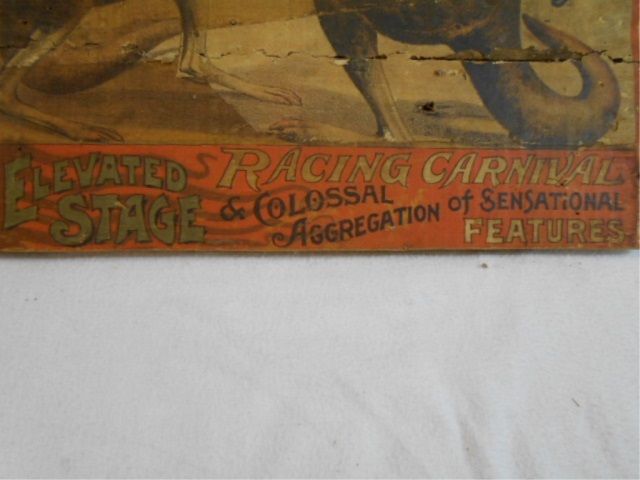 ELEVATED STAGE
RACING CARNIVAL
& COLOSSAL AGGREGATION of SENSATIONAL
FEATURES